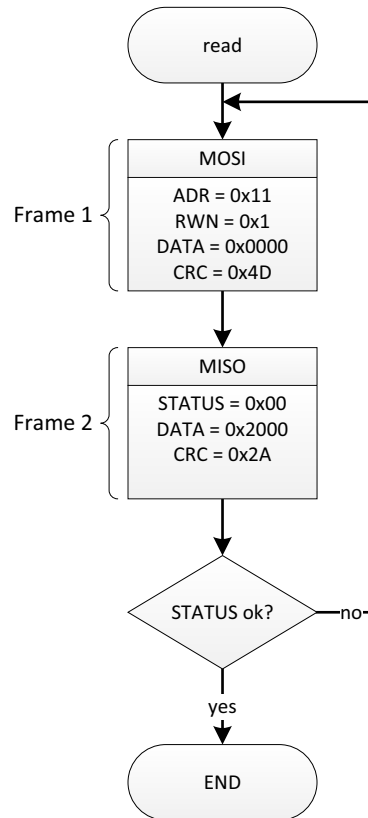 read
MOSI
Frame 1
ADR = 0x11
RWN = 0x1
DATA = 0x0000
CRC = 0x4D
MISO
Frame 2
STATUS = 0x00
DATA = 0x2000
CRC = 0x2A
STATUS ok?
no
yes
END